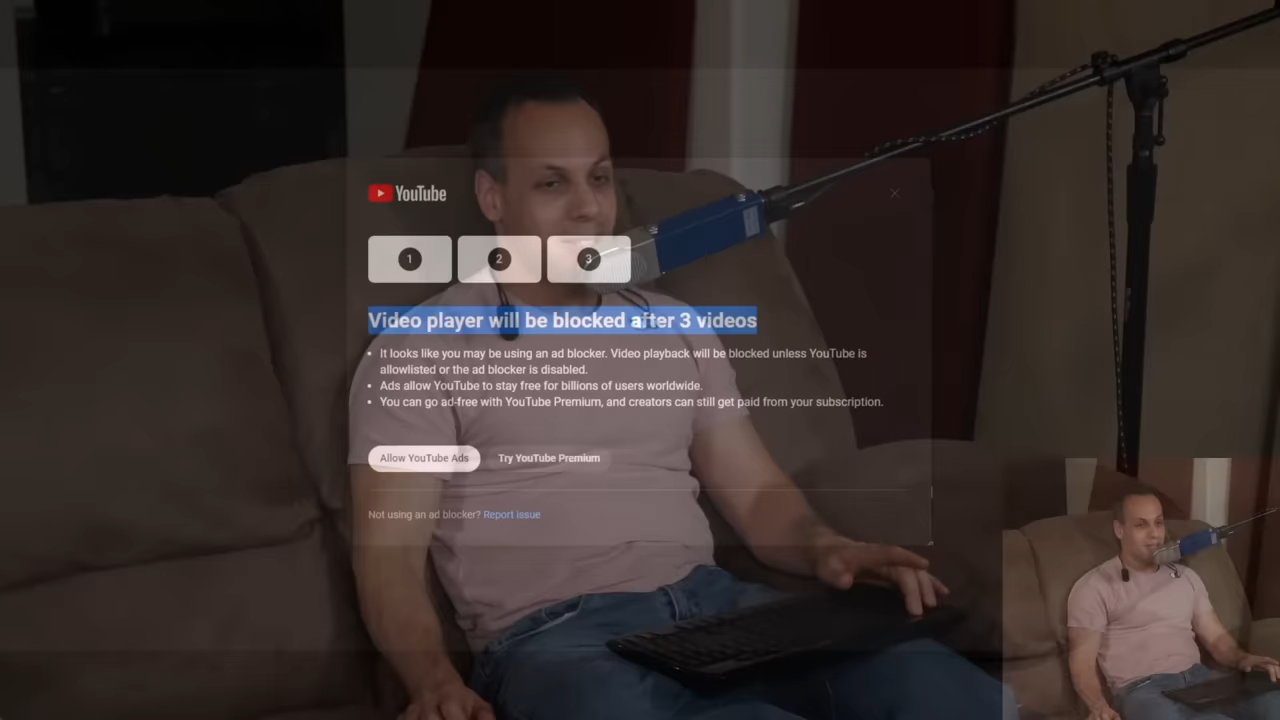 YouTube
1 2 3
Video player will be blocked after 3 videos
• It looks like you may be using an ad blocker. Video playback will be blocked unless YouTube is
allowlisted or the ad blocker is disabled.
• Ads allow YouTube to stay free for billions of users worldwide.
• You can go ad-free with YouTube Premium, and creators can still get paid from your subscription.
Allow YouTube Ads Try YouTube Premium
Not using an ad blocker? Report issue